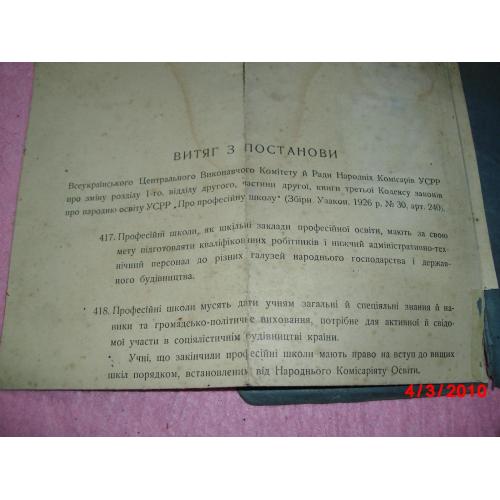 ВИТЯГ З ПОСТАНОВИ
Всеукраїнського Центрального Виконавчого Комітету й Ради Народніх Комісарів УСРР
про зміну розділу 1-го, відділу другого, частини другої, книги третьої Кодексу законів
про народню освіту УСРР „Про професійну школу“ (Збірн. Узакон. 1926 р. № 30, арт. 240).
417. Професійні школи, як шкільні заклади професійної освіти, мають за свою
мету підготовляти кваліфікованих робітників і нижчий адміністративно-тех-
нічний персонал до різних галузей народнього господарства і держав-
ного будівництва.
418. Професійні школи мусять дати учням загальні й спеціяльні знання й на-
вики та громадсько-політичне виховання, потрібне для активної й свідо-
мої участи в соціялістичнім будівництві країни.
Учні, що закінчили професійні школи мають право на вступ до вищих
шкіл порядком, встановленим від Народнього Комісаріяту Освіти.
4/3/2010